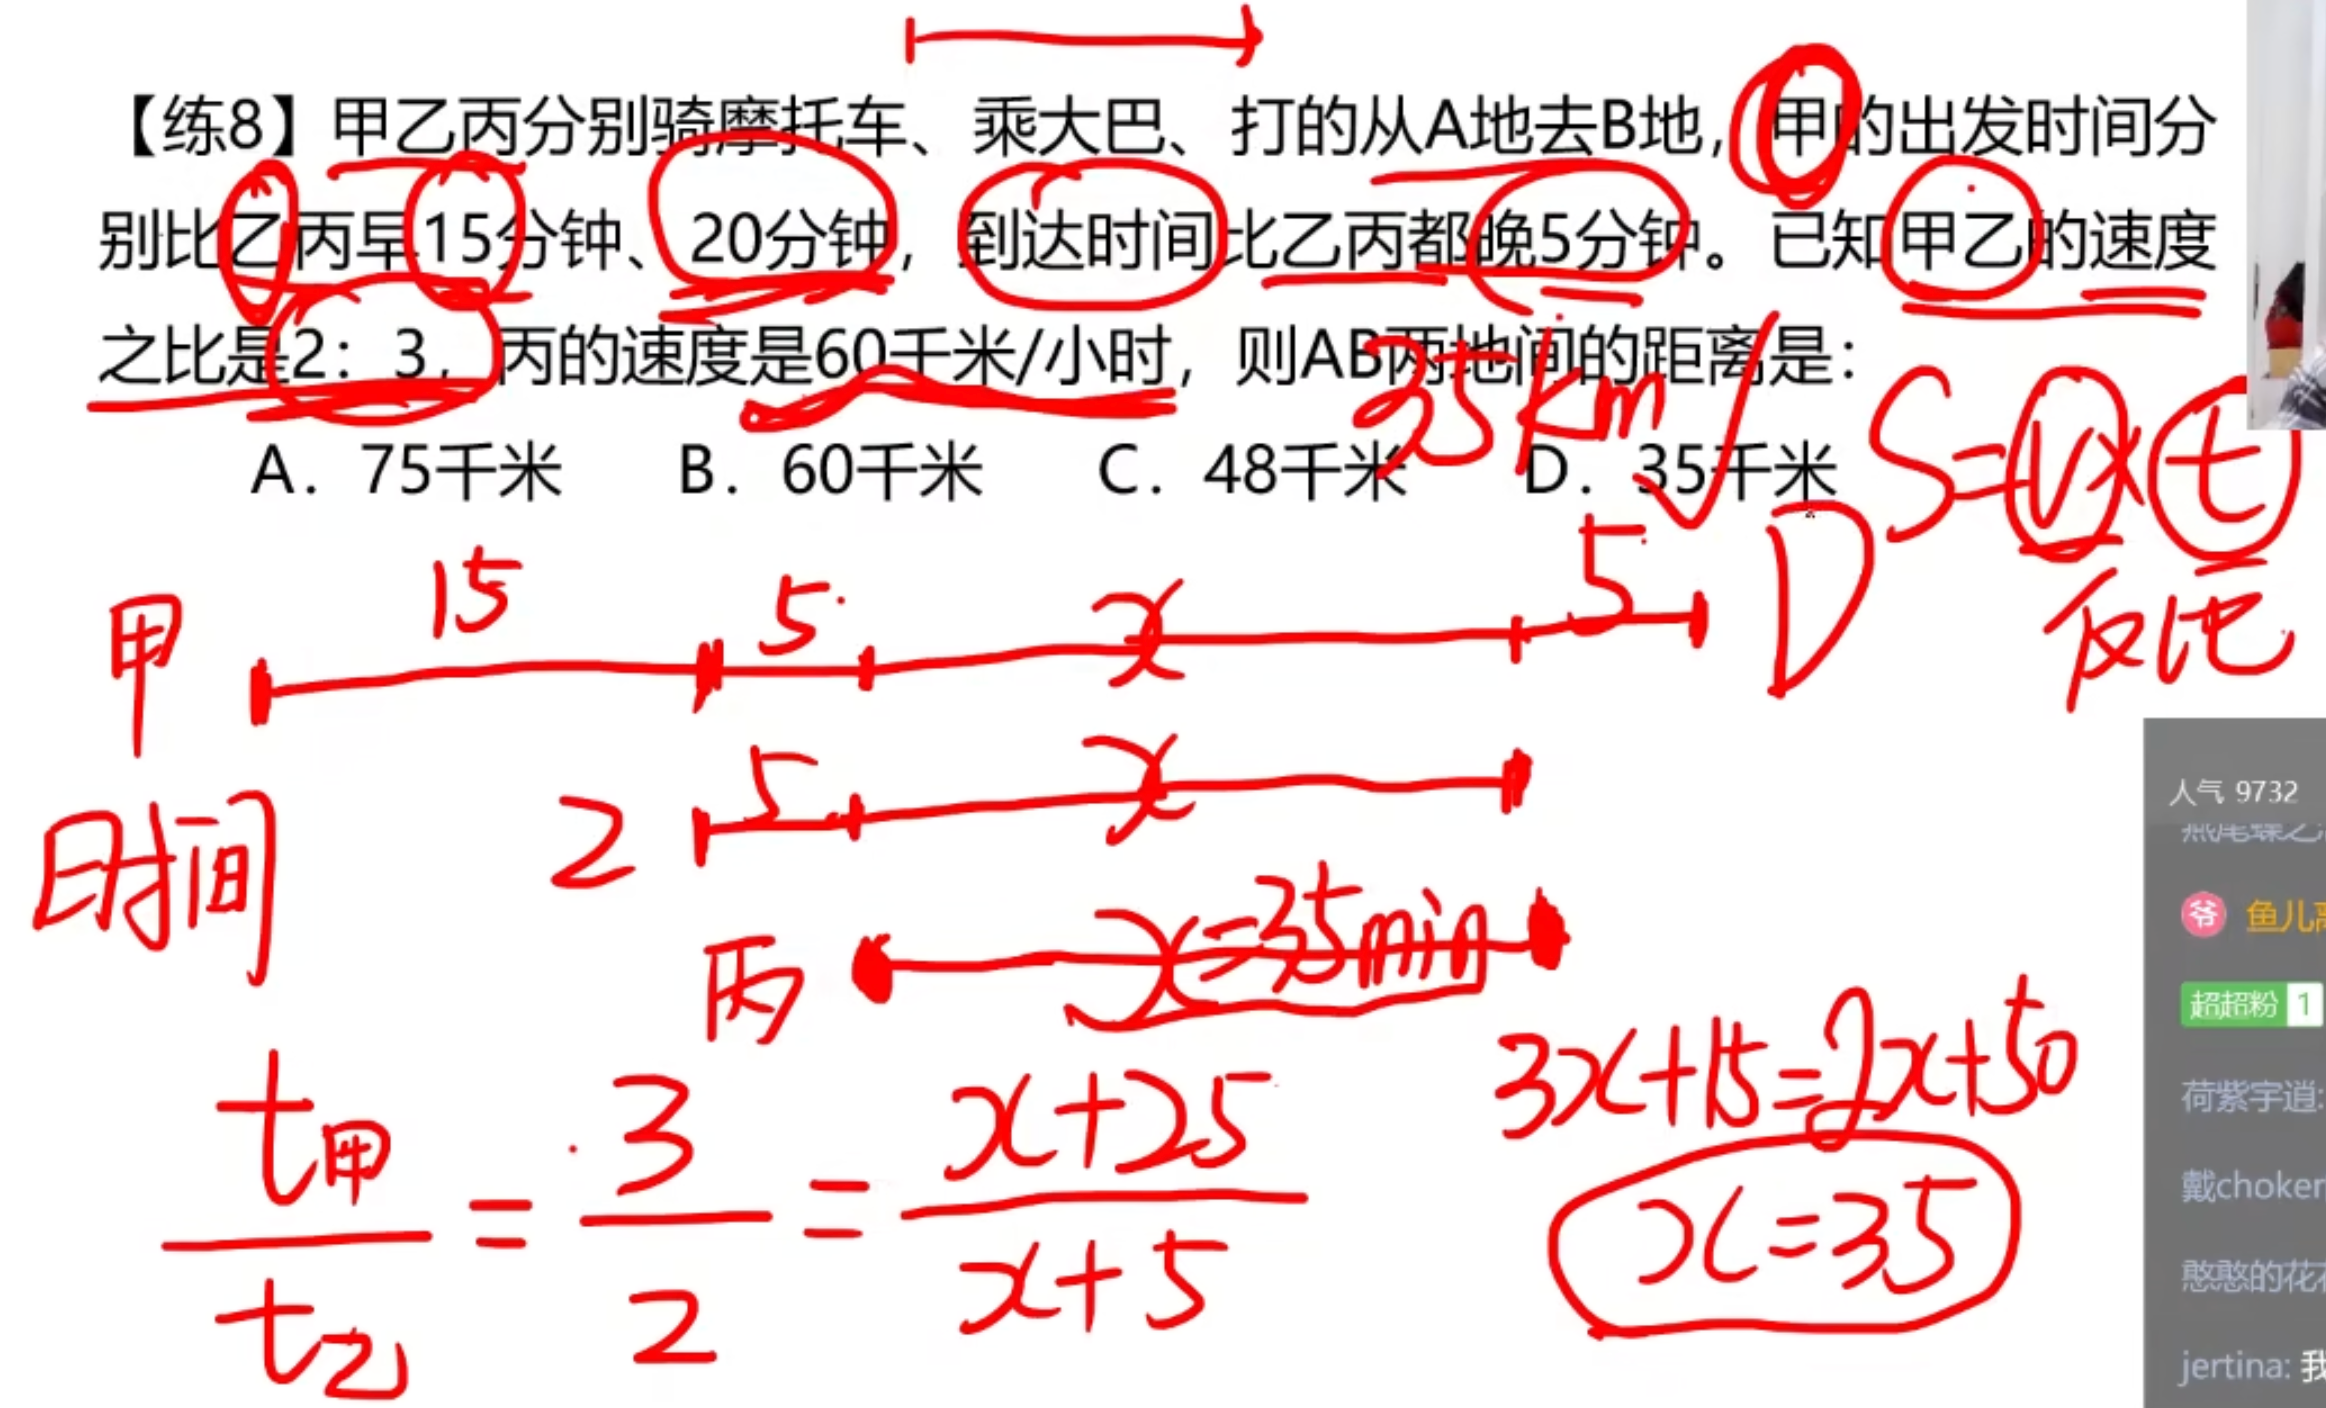 【练8】甲乙丙分别骑摩托车、乘大巴、打的从A地去B地，甲的出发时间分
别比乙丙早15分钟、20分钟，到达时间比乙丙都晚5分钟。已知甲乙的速度
之比是2：3，丙的速度是60千米/小时，则AB两地间的距离是：
35km
A. 75千米 B. 60千米 C. 48千米 D. 35千米
S=v×t
反比
甲 15 5 x 5 D
时间
乙 5 x
丙 x=35min
t甲/t乙 = 3/2 = x+25/x+5
3x+15=2x+50
x=35
人气 9732
爷 鱼儿
超超粉 1
荷紫宇逍:
戴choker
憨憨的花
jertina: 我